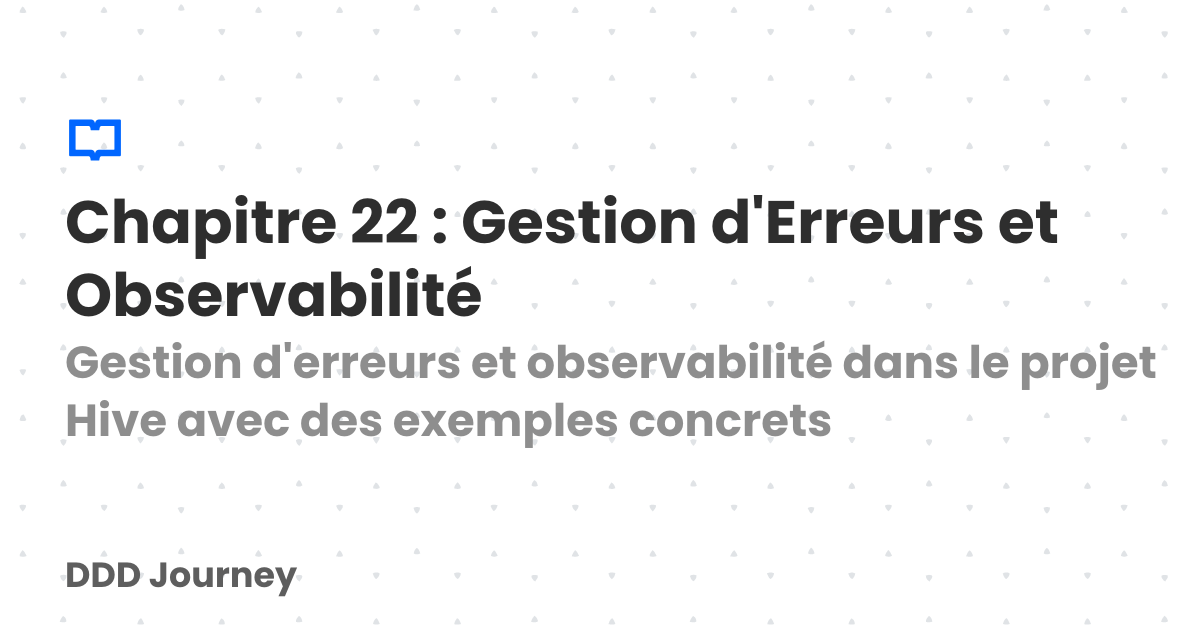 Chapitre 22 : Gestion d'Erreurs et
Observabilité
Gestion d'erreurs et observabilité dans le projet
Hive avec des exemples concrets
DDD Journey